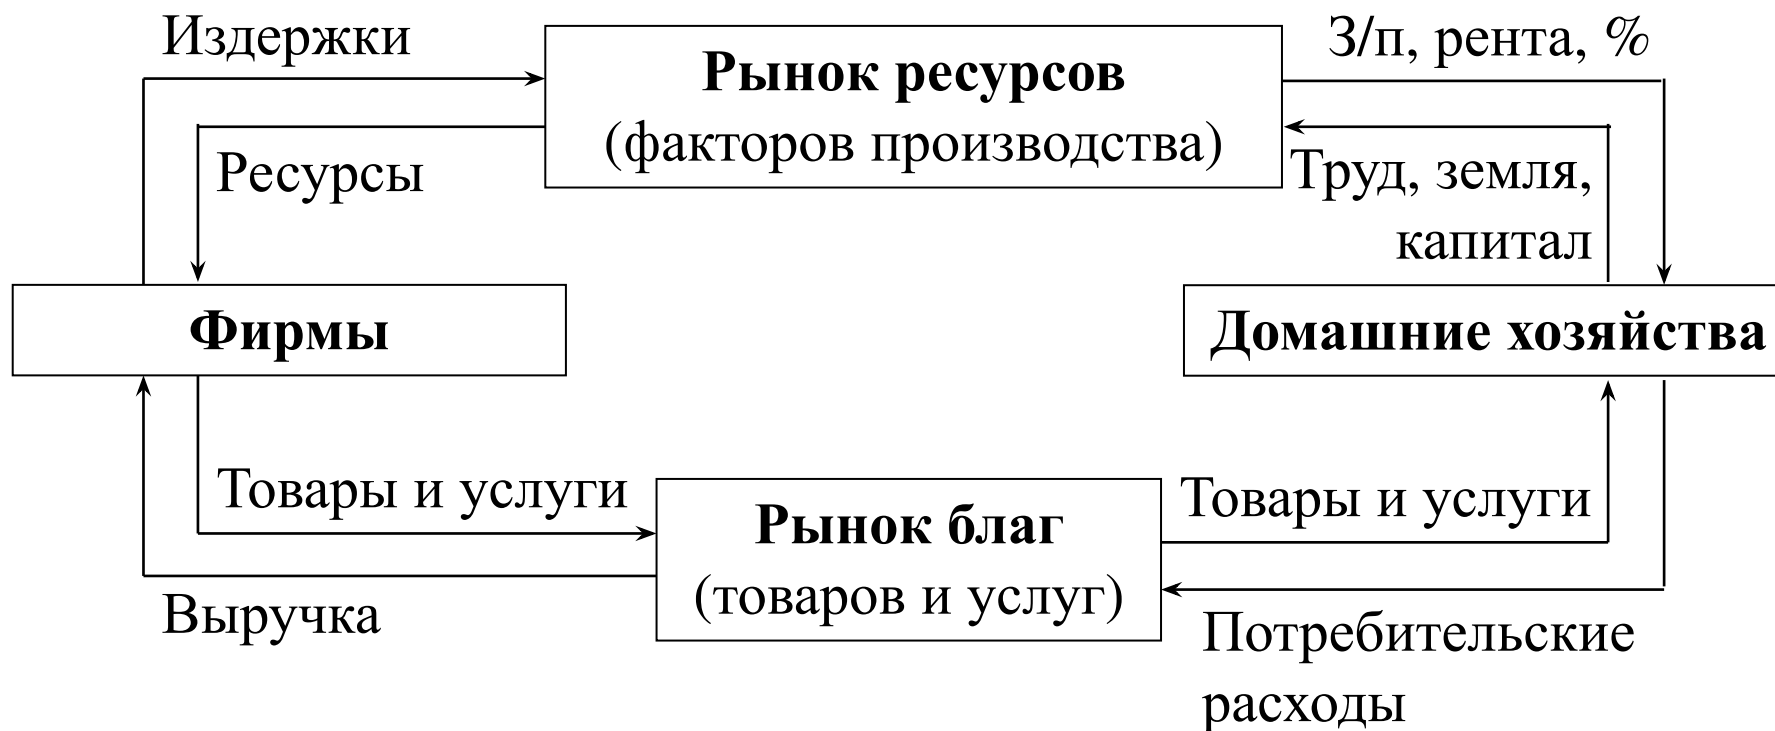 Издержки
Рынок ресурсов
(факторов производства)
З/п, рента, %
Ресурсы
Труд, земля,
капитал
Фирмы
Домашние хозяйства
Товары и услуги
Рынок благ
(товаров и услуг)
Товары и услуги
Выручка
Потребительские
расходы